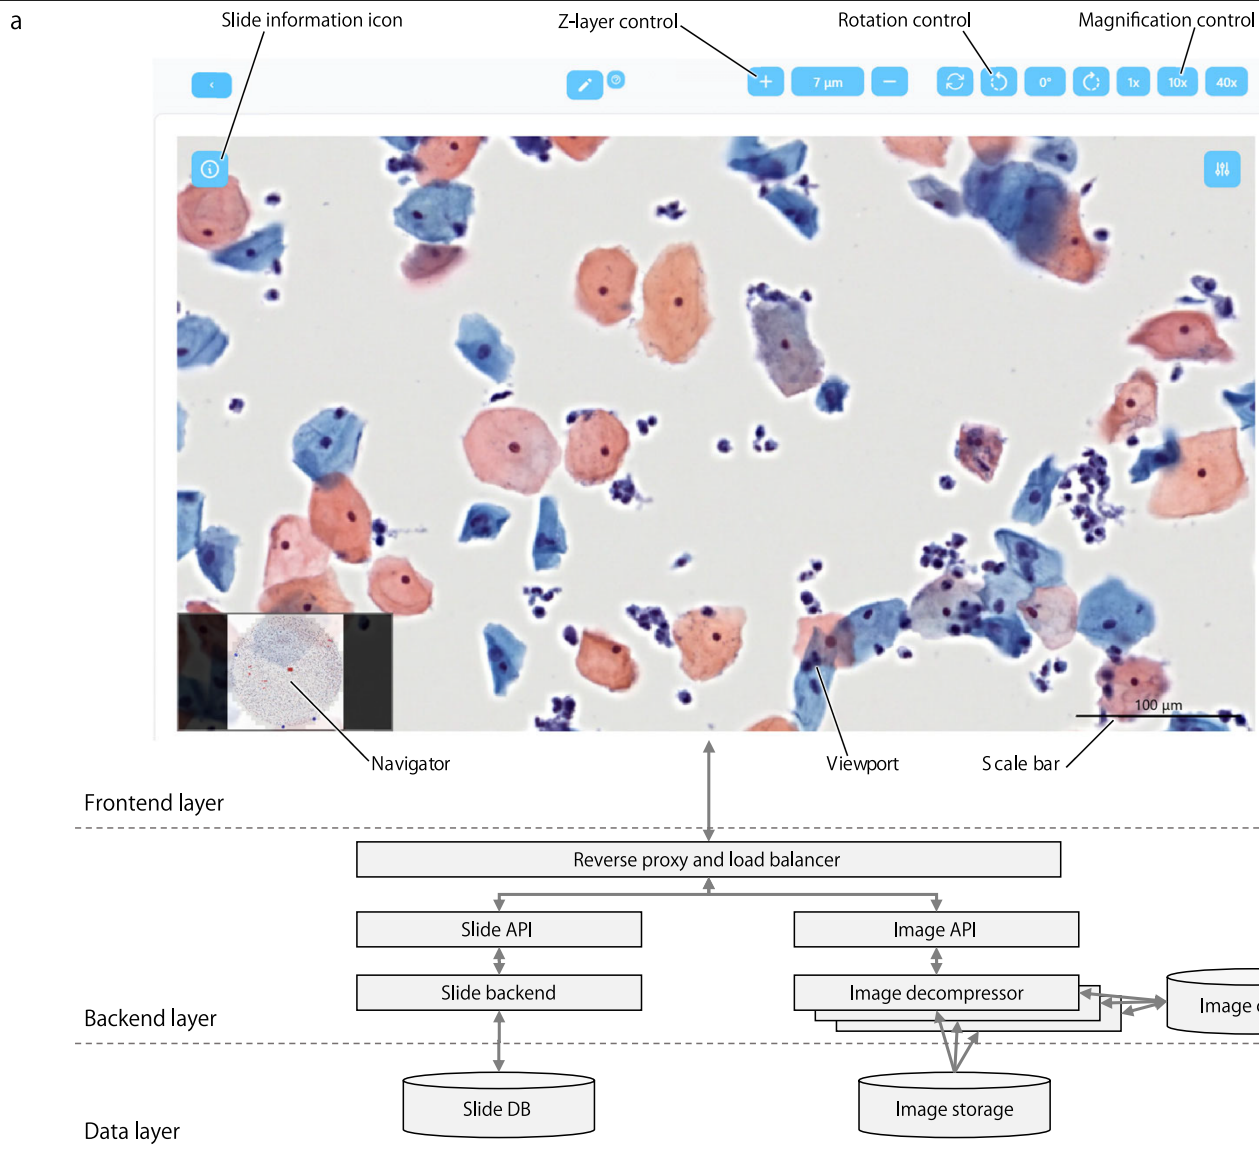 a
Slide information icon
Z-layer control
Rotation control
Magnification control
7 μm
0°
1x
10x
40x
100 μm
Navigator
Viewport
Scale bar
Frontend layer
Reverse proxy and load balancer
Slide API
Image API
Slide backend
Image decompressor
Image
Backend layer
Slide DB
Image storage
Data layer